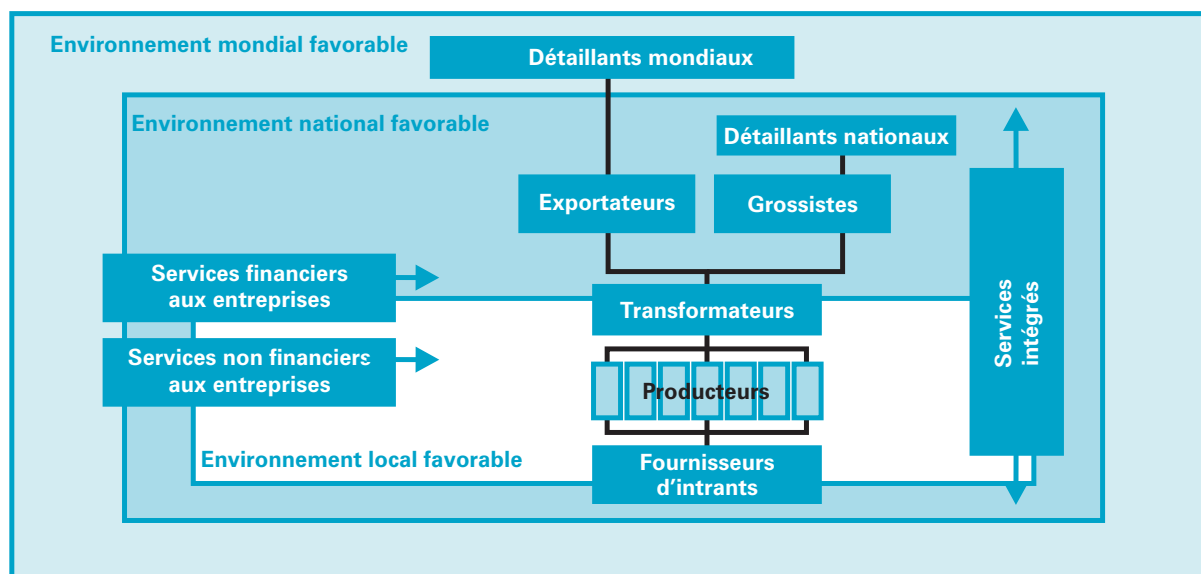 Environnement mondial favorable
Détaillants mondiaux
Environnement national favorable
Détaillants nationaux
Exportateurs
Grossistes
Services financiers
aux entreprises
Transformateurs
Services
intégrés
Services non financiers
aux entreprises
Producteurs
Environnement local favorable
Fournisseurs
d'intrants